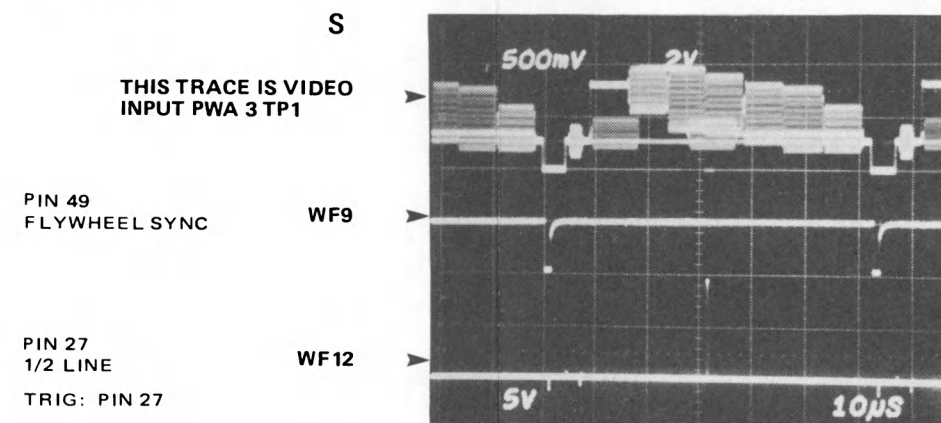 S
THIS TRACE IS VIDEO
INPUT PWA 3 TP1
500mV 2V
PIN 49
FLYWHEEL SYNC
WF9
PIN 27
1/2 LINE
WF12
TRIG: PIN 27
5V 10µS